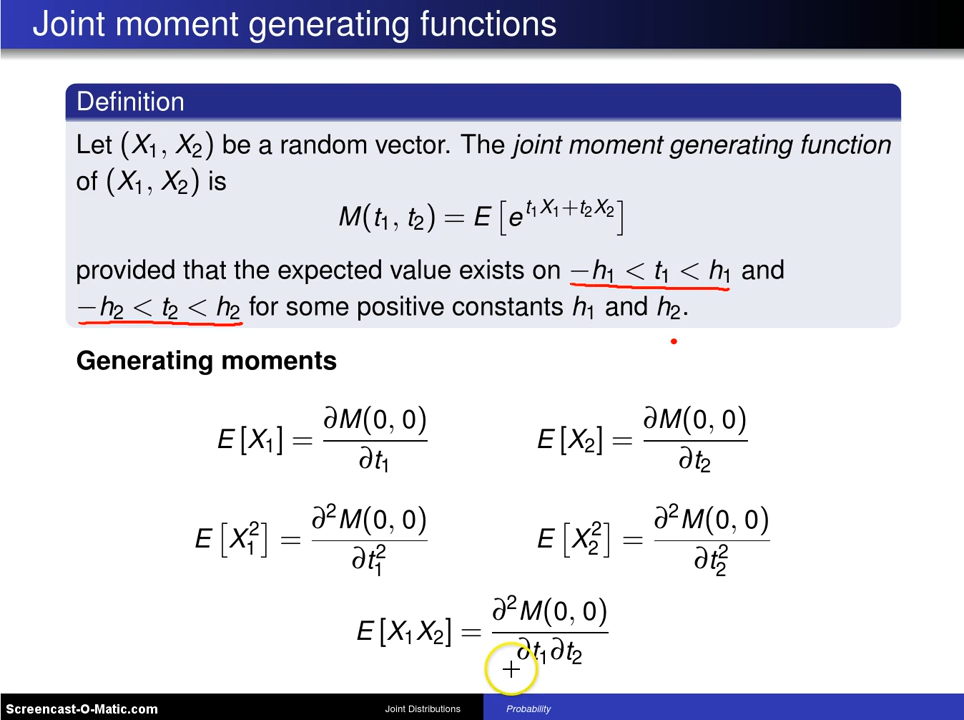 Joint moment generating functions
Definition
Let (X₁, X₂) be a random vector. The joint moment generating function
of (X₁, X₂) is
M(t₁, t₂) = E [e^{t₁X₁+t₂X₂}]
provided that the expected value exists on −h₁ < t₁ < h₁ and
−h₂ < t₂ < h₂ for some positive constants h₁ and h₂.
Generating moments
E [X₁] = ∂M(0, 0) / ∂t₁
E [X₂] = ∂M(0, 0) / ∂t₂
E [X₁²] = ∂²M(0, 0) / ∂t₁²
E [X₂²] = ∂²M(0, 0) / ∂t₂²
E [X₁X₂] = ∂²M(0, 0) / ∂t₁∂t₂
Screencast-O-Matic.com
Joint Distributions
Probability